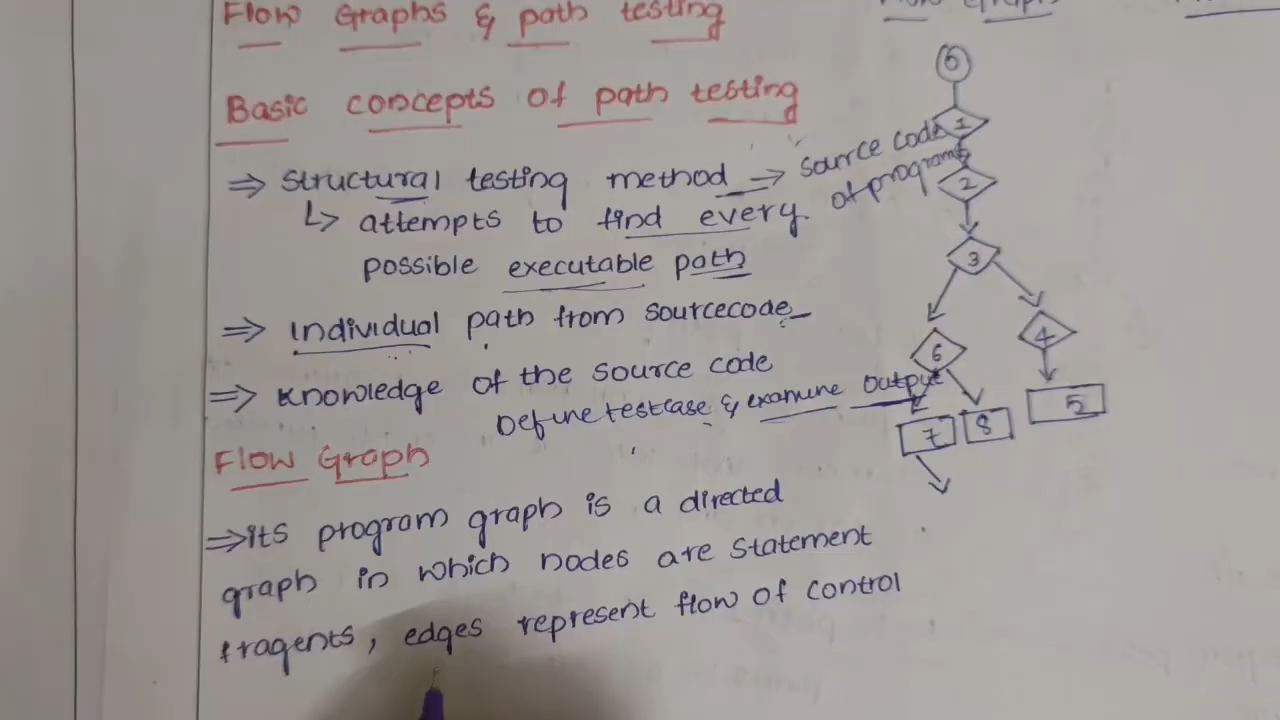 Flow Graphs & path testing
Basic concepts of path testing
⇒ Structural testing method → source code of program
↳ attempts to find every possible
possible executable path
⇒ Individual path from sourcecode
⇒ Knowledge of the source code
Define testcase & examine output
Flow Graph
⇒ its program graph is a directed
graph in which nodes are statement
fragents, edges represent flow of control
0
1
2
3
6
4
7
8
5